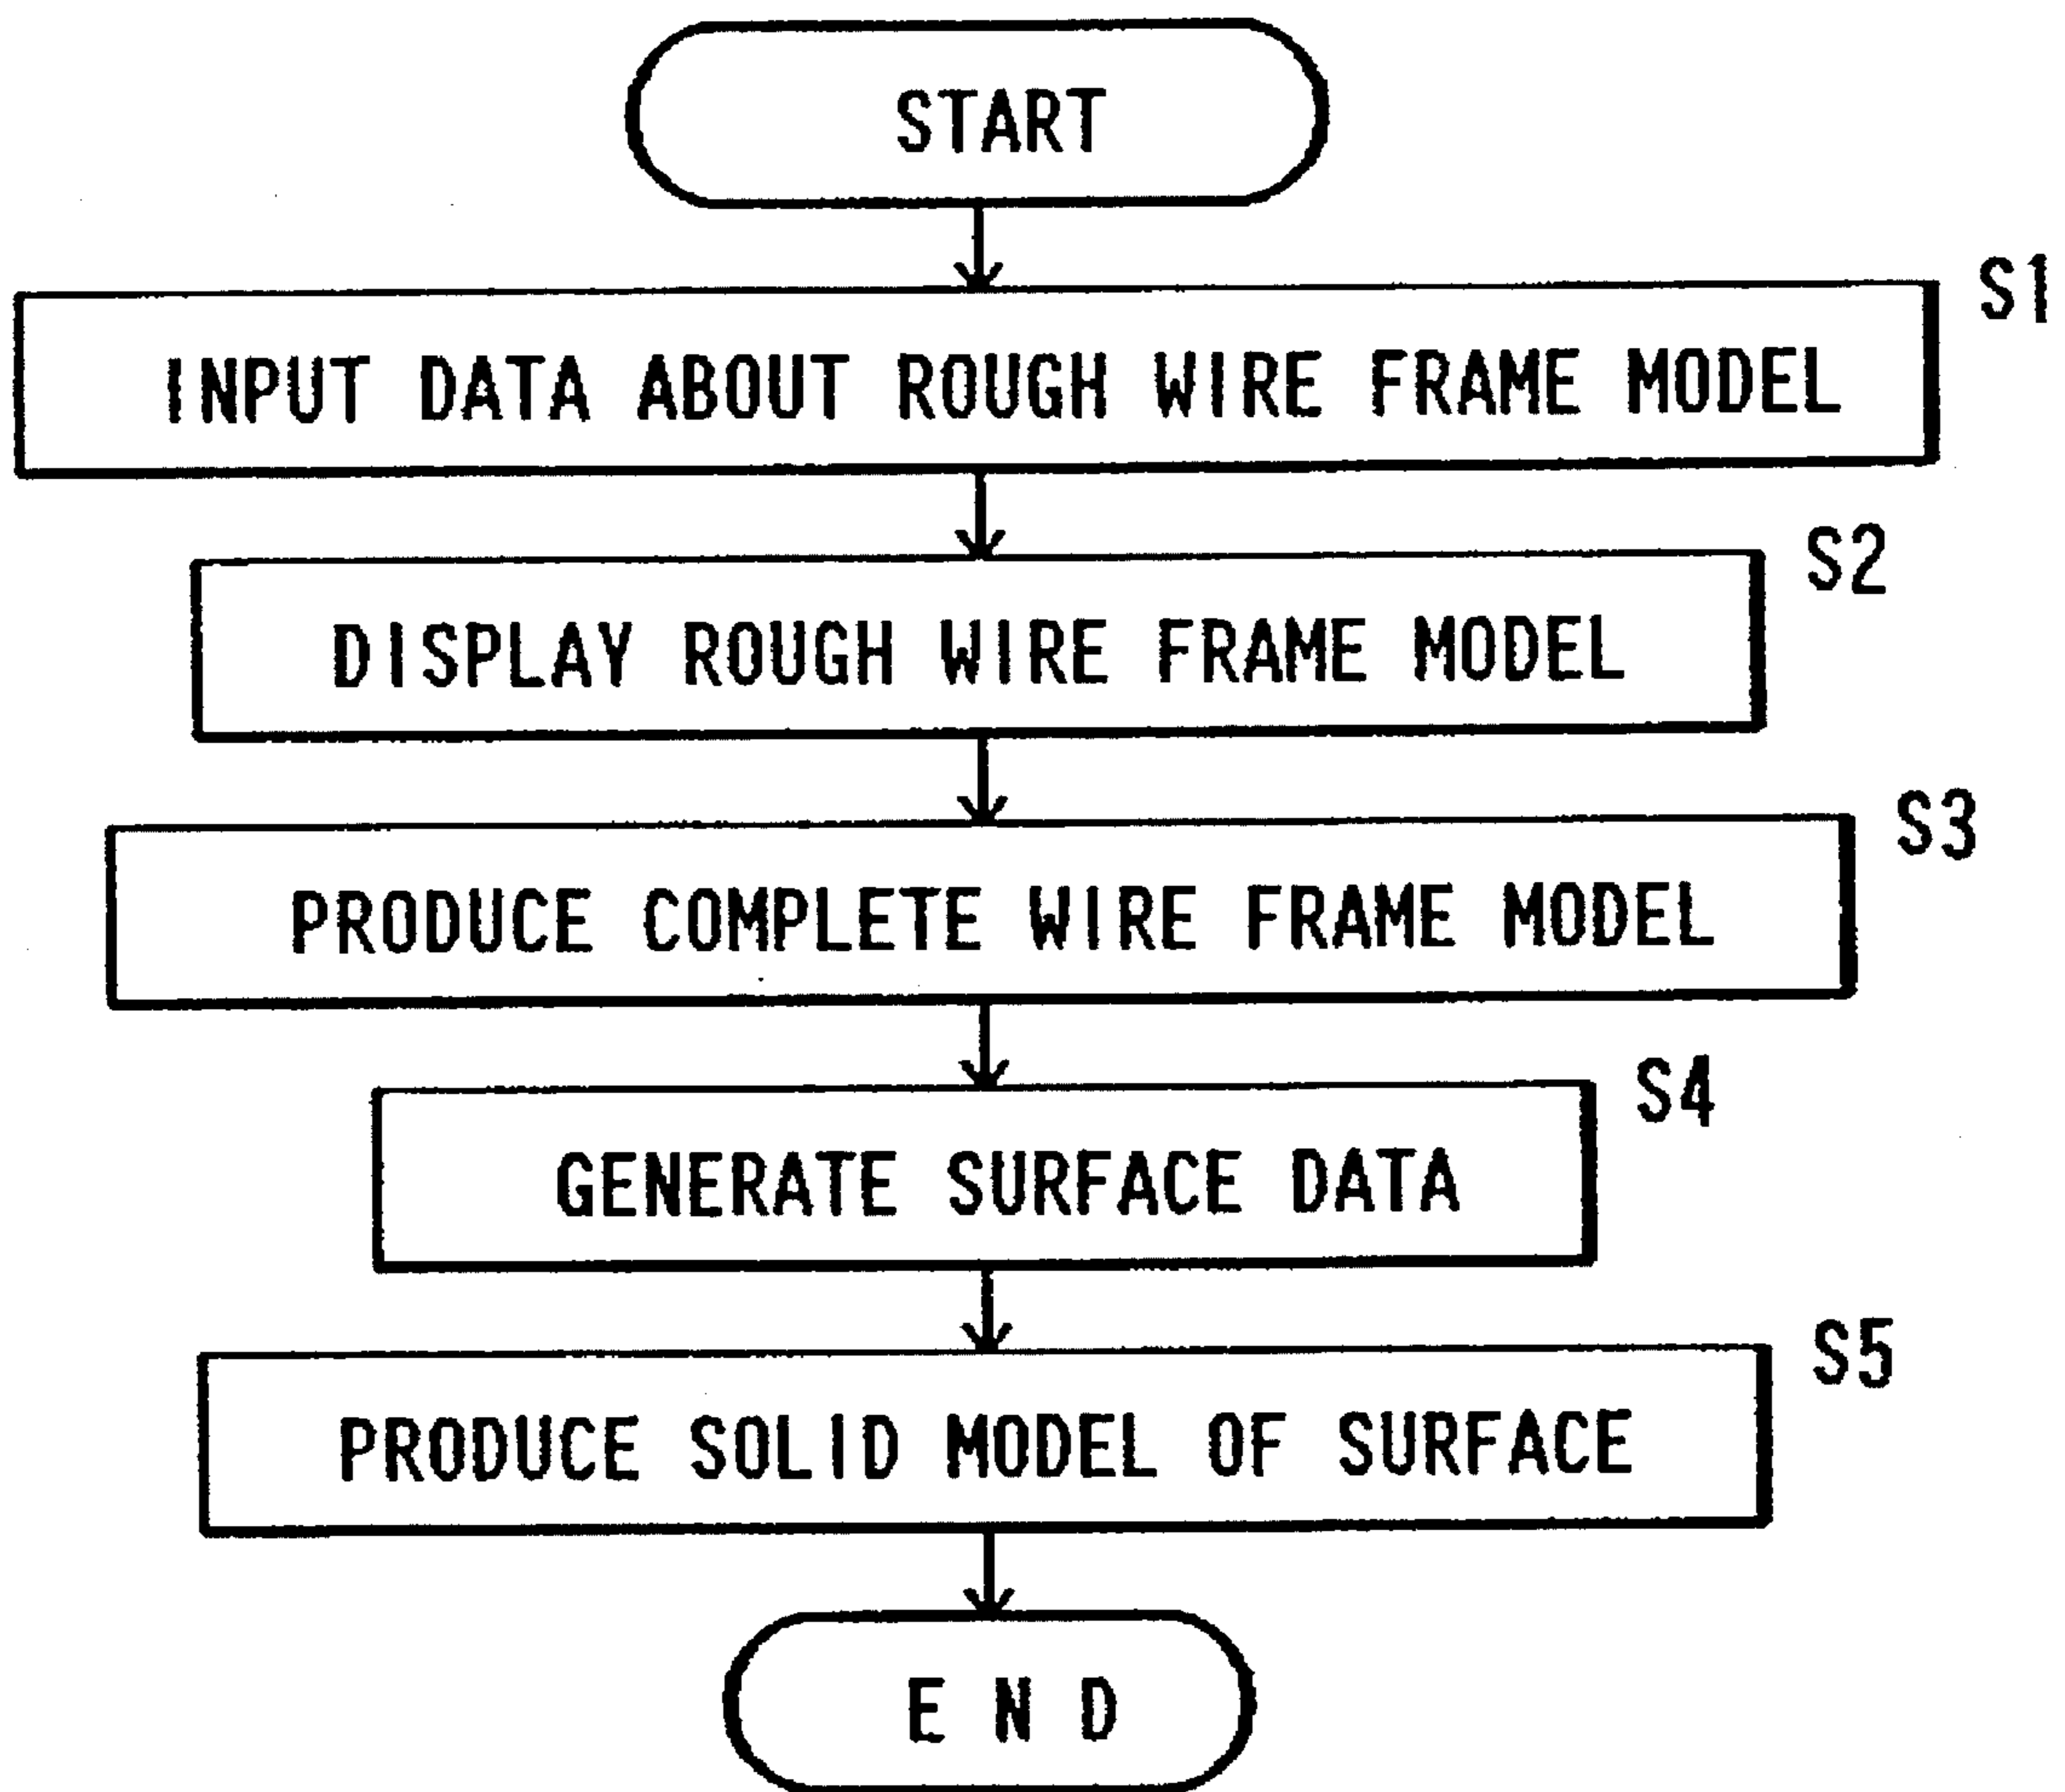 START
S1
INPUT DATA ABOUT ROUGH WIRE FRAME MODEL
S2
DISPLAY ROUGH WIRE FRAME MODEL
S3
PRODUCE COMPLETE WIRE FRAME MODEL
S4
GENERATE SURFACE DATA
S5
PRODUCE SOLID MODEL OF SURFACE
END